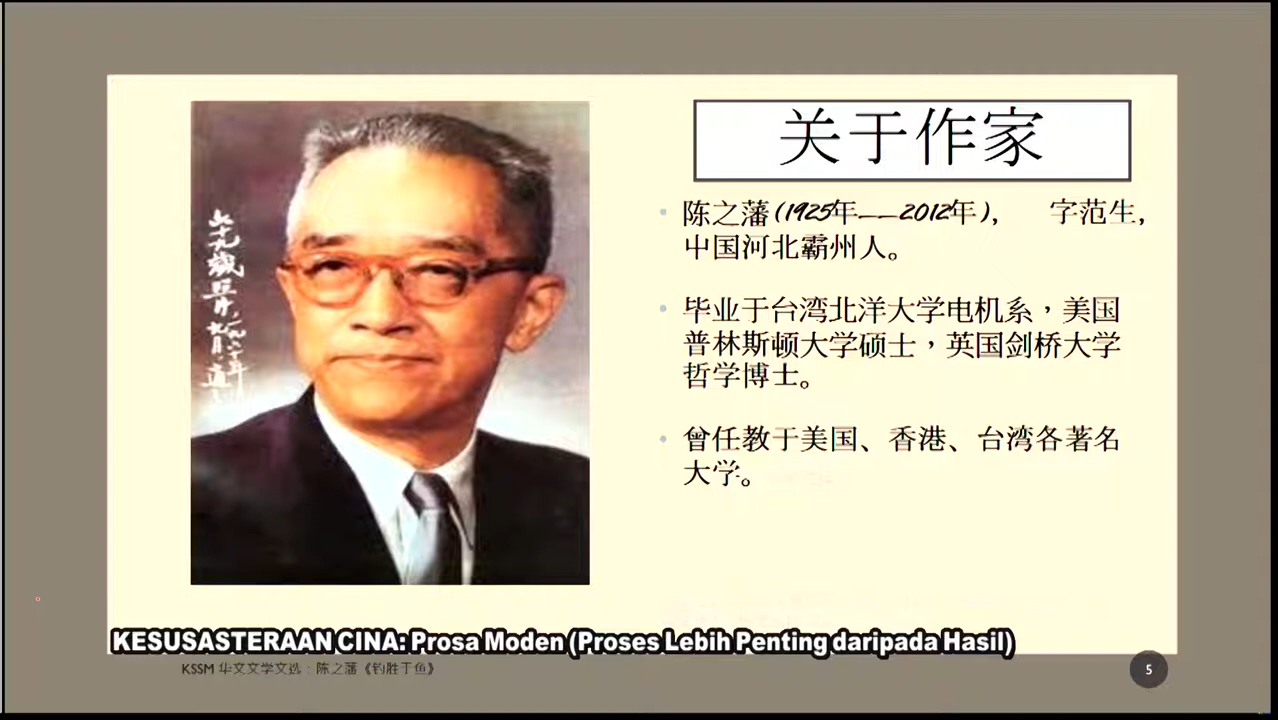 关于作家
陈之藩(1925年——2012年), 字范生,
中国河北霸州人。
毕业于台湾北洋大学电机系，美国
普林斯顿大学硕士，英国剑桥大学
哲学博士。
曾任教于美国、香港、台湾各著名
大学。
KESUSASTERAAN CINA: Prosa Moden (Proses Lebih Penting daripada Hasil)
KSSM 华文文学文选：陈之藩《钓胜于鱼》
5